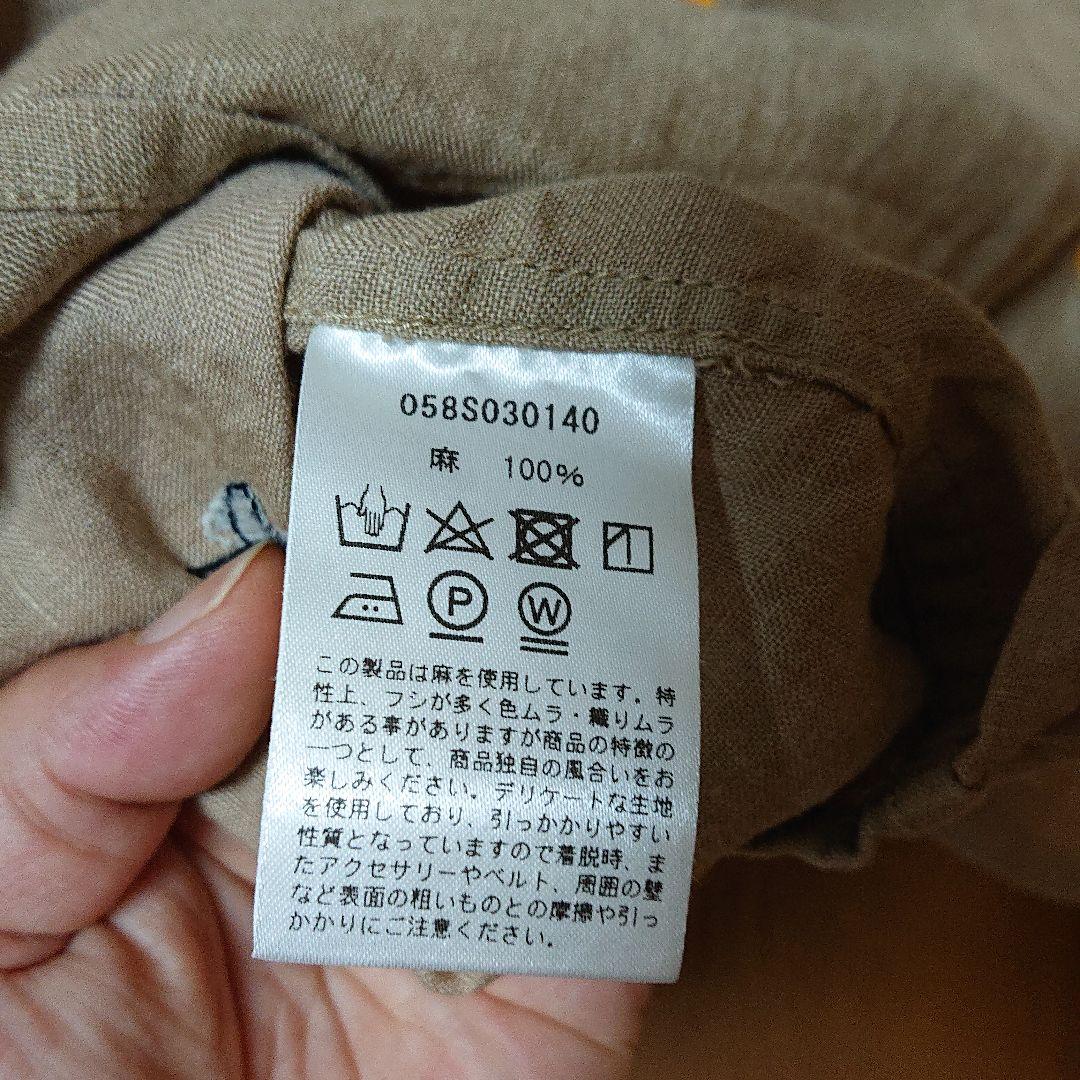 058S030140
麻 100%
P W
この製品は麻を使用しています。特
性上、フシが多く色ムラ・織りムラ
がある事がありますが商品の特徴の
一つとして、商品独自の風合いをお
楽しみください。デリケートな生地
を使用しており、引っかかりやすい
性質となっていますので着脱時、ま
たアクセサリーやベルト、周囲の壁
など表面の粗いものとの摩擦や引っ
かかりにご注意ください。